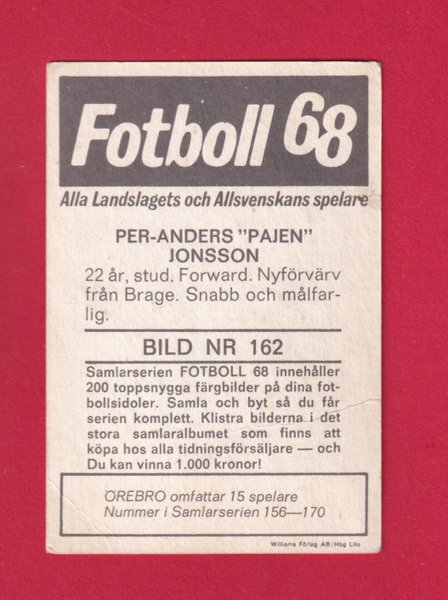 Fotboll 68
Alla Landslagets och Allsvenskans spelare
PER-ANDERS "PAJEN"
JONSSON
22 år, stud. Forward. Nyförvärv
från Brage. Snabb och målfar-
lig.
BILD NR 162
Samlarserien FOTBOLL 68 innehåller
200 toppsnygga färgbilder på dina fot-
bollsidoler. Samla och byt så du får
serien komplett. Klistra bilderna i det
stora samlaralbumet som finns att
köpa hos alla tidningsförsäljare — och
Du kan vinna 1.000 kronor!
ÖREBRO omfattar 15 spelare
Nummer i Samlarserien 156—170
Williams Förlag AB/Hbg Lito